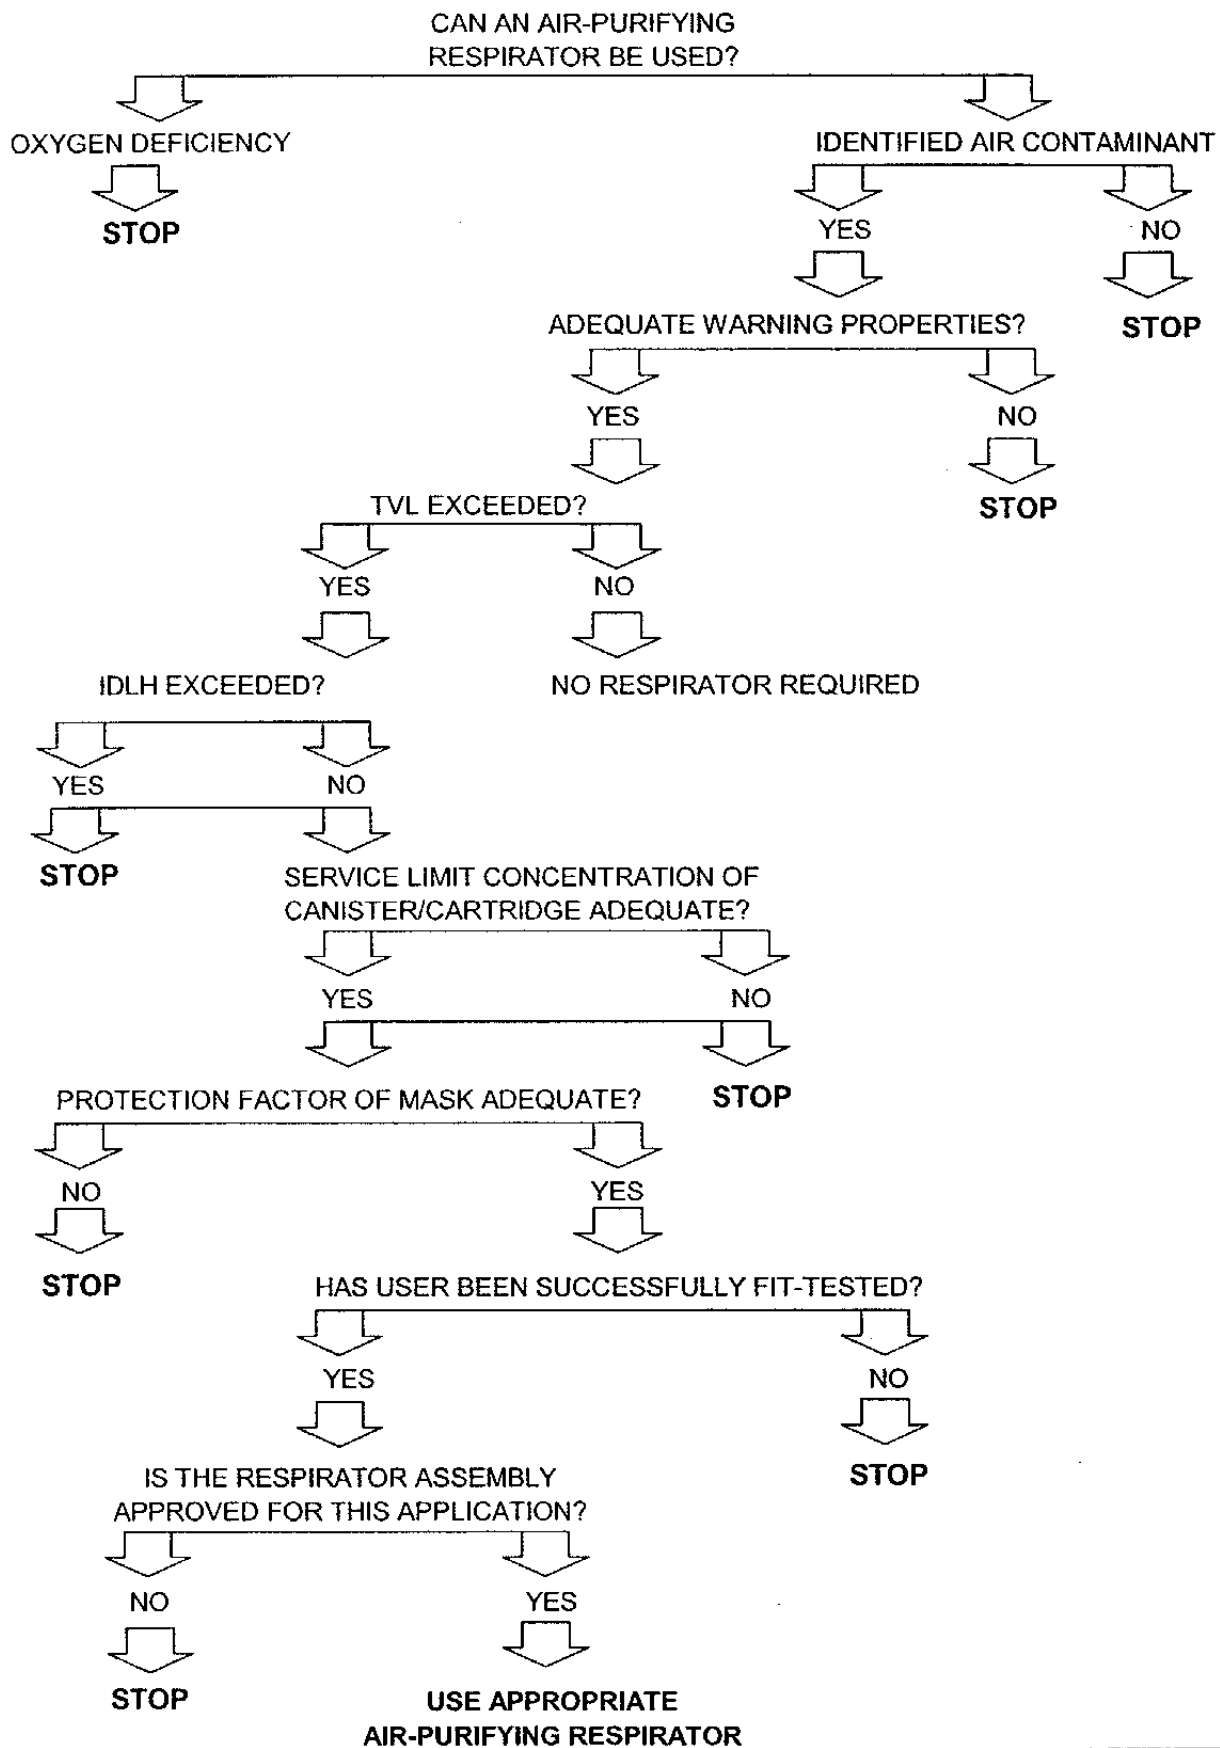 CAN AN AIR-PURIFYING
RESPIRATOR BE USED?
OXYGEN DEFICIENCY
IDENTIFIED AIR CONTAMINANT
STOP
YES
NO
ADEQUATE WARNING PROPERTIES?
STOP
YES
NO
TVL EXCEEDED?
STOP
YES
NO
IDLH EXCEEDED?
NO RESPIRATOR REQUIRED
YES
NO
STOP
SERVICE LIMIT CONCENTRATION OF
CANISTER/CARTRIDGE ADEQUATE?
YES
NO
PROTECTION FACTOR OF MASK ADEQUATE?
STOP
NO
YES
STOP
HAS USER BEEN SUCCESSFULLY FIT-TESTED?
YES
NO
IS THE RESPIRATOR ASSEMBLY
APPROVED FOR THIS APPLICATION?
STOP
NO
YES
STOP
USE APPROPRIATE
AIR-PURIFYING RESPIRATOR